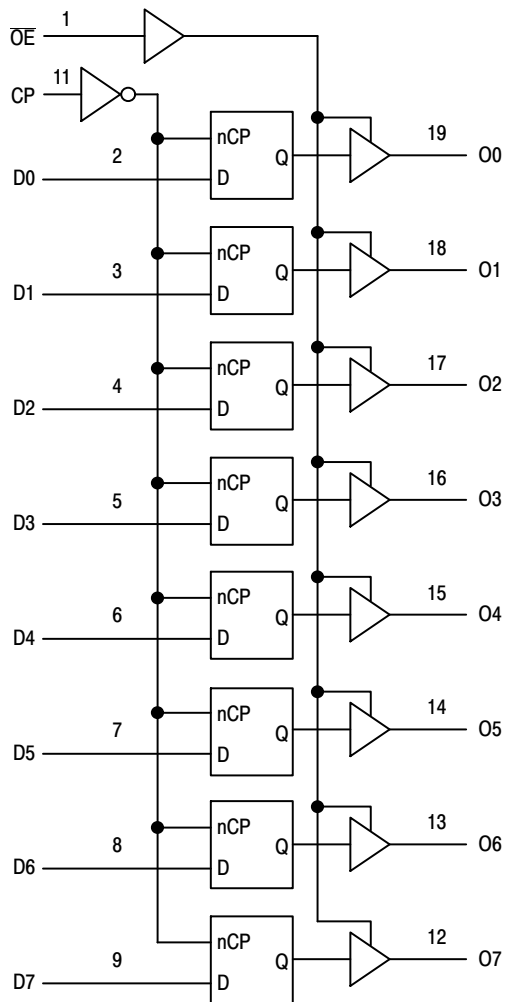 1
OE
11
CP
nCP
2 Q 19 O0
D0 D
nCP
3 Q 18 O1
D1 D
nCP
4 Q 17 O2
D2 D
nCP
5 Q 16 O3
D3 D
nCP
6 Q 15 O4
D4 D
nCP
7 Q 14 O5
D5 D
nCP
8 Q 13 O6
D6 D
nCP
9 Q 12 O7
D7 D